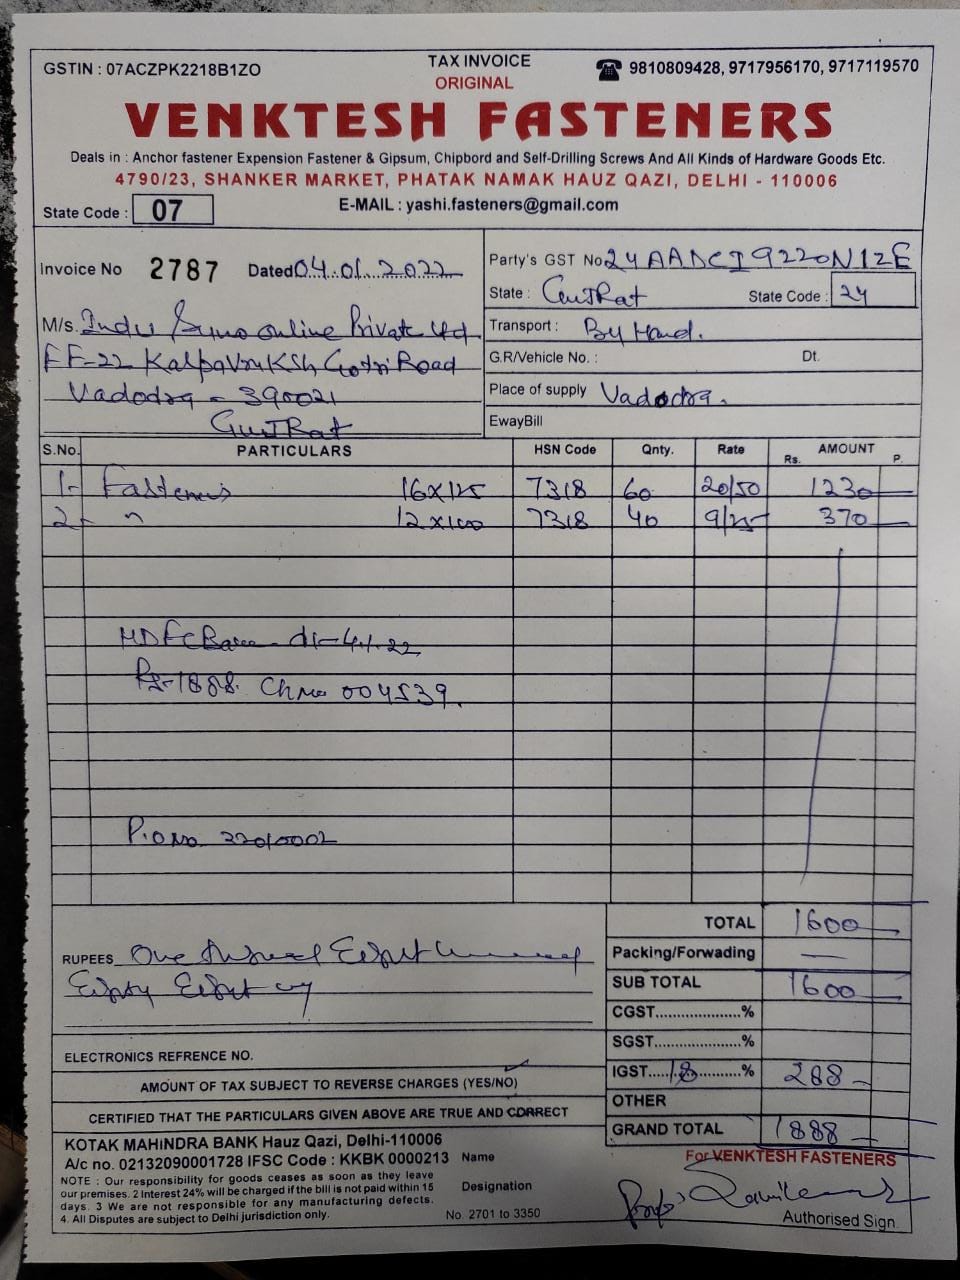 GSTIN : 07ACZPK2218B1ZO
TAX INVOICE
ORIGINAL
9810809428, 9717956170, 9717119570
VENKTESH FASTENERS
Deals in : Anchor fastener Expension Fastener & Gipsum, Chipbord and Self-Drilling Screws And All Kinds of Hardware Goods Etc.
4790/23, SHANKER MARKET, PHATAK NAMAK HAUZ QAZI, DELHI - 110006
State Code : 07
E-MAIL : yashi.fasteners@gmail.com
Invoice No 2787 Dated 04.01.2022
M/s. Online Private Ltd
FF-22 Kalpavruksh Gotri Road
Vadodra - 390021
GuJRat
Party's GST No 24AADCI9220N1ZE
State : GuJRat State Code : 24
Transport : By Hand.
G.R/Vehicle No. : Dt.
Place of supply Vadodra.
EwayBill
S.No. PARTICULARS HSN Code Qnty. Rate AMOUNT Rs. P.
1- Fasteners 16x125 7318 60 20/50 1230
2- " 12x100 7318 40 9/25 370
HDFC Bank dt-4.1.22
Rs-1888. Ch no 004539.
P.O No. 22010002
RUPEES One thousand Eight hundred
Eighty Eight only
ELECTRONICS REFRENCE NO.
AMOUNT OF TAX SUBJECT TO REVERSE CHARGES (YES/NO)
CERTIFIED THAT THE PARTICULARS GIVEN ABOVE ARE TRUE AND CORRECT
TOTAL 1600
Packing/Forwading —
SUB TOTAL 1600
CGST....................%
SGST....................%
IGST.....18..........% 288
OTHER
GRAND TOTAL 1888
KOTAK MAHINDRA BANK Hauz Qazi, Delhi-110006
A/c no. 02132090001728 IFSC Code : KKBK 0000213
NOTE : Our responsibility for goods ceases as soon as they leave
our premises. 2 Interest 24% will be charged if the bill is not paid within 15
days. 3 We are not responsible for any manufacturing defects.
4. All Disputes are subject to Delhi jurisdiction only.
Name
Designation
No. 2701 to 3350
For VENKTESH FASTENERS
Authorised Sign.